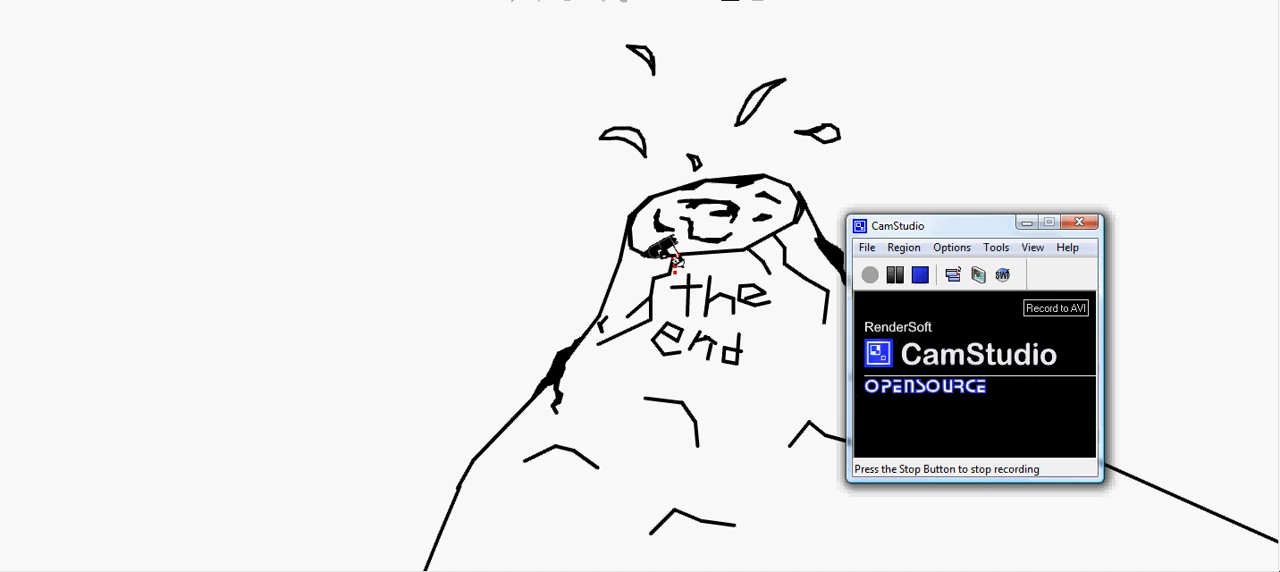 the
end
CamStudio
File Region Options Tools View Help
SWF
Record to AVI
RenderSoft
CamStudio
OPENSOURCE
Press the Stop Button to stop recording